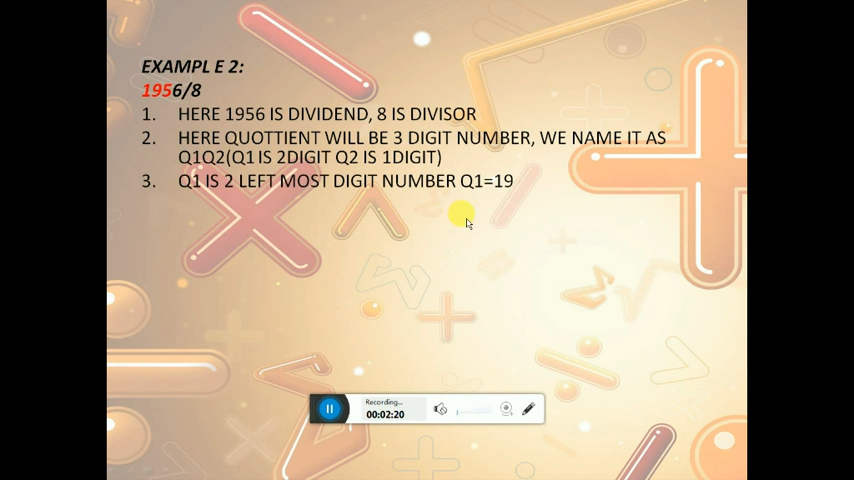 EXAMPL E 2:
1956/8
1. HERE 1956 IS DIVIDEND, 8 IS DIVISOR
2. HERE QUOTTIENT WILL BE 3 DIGIT NUMBER, WE NAME IT AS
Q1Q2(Q1 IS 2DIGIT Q2 IS 1DIGIT)
3. Q1 IS 2 LEFT MOST DIGIT NUMBER Q1=19
Recording...
00:02:20